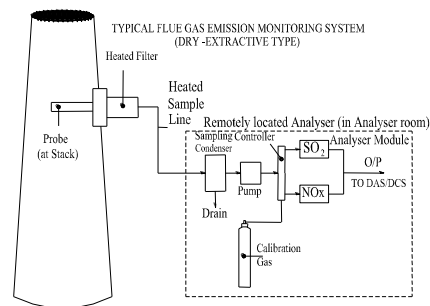 TYPICAL FLUE GAS EMISSION MONITORING SYSTEM
(DRY -EXTRACTIVE TYPE)
Heated Filter
Heated
Sample
Line
Probe
(at Stack)
Remotely located Analyser (in Analyser room)
Sampling Controller
Condenser
Analyser Module
SO2
O/P
TO DAS/DCS
Pump
NOx
Drain
Calibration
Gas